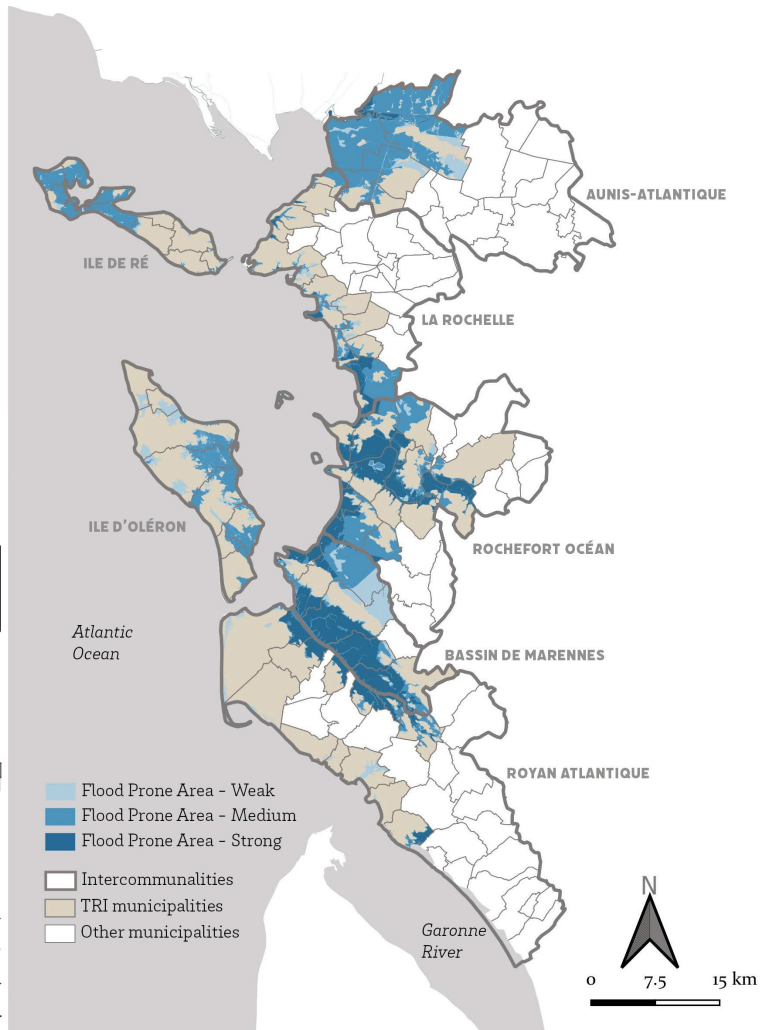 AUNIS-ATLANTIQUE
ILE DE RÉ
LA ROCHELLE
ILE D'OLÉRON
ROCHEFORT OCÉAN
Atlantic
Ocean
BASSIN DE MARENNES
ROYAN ATLANTIQUE
Flood Prone Area - Weak
Flood Prone Area - Medium
Flood Prone Area - Strong
Intercommunalities
TRI municipalities
Other municipalities
Garonne
River
N
0 7.5 15 km